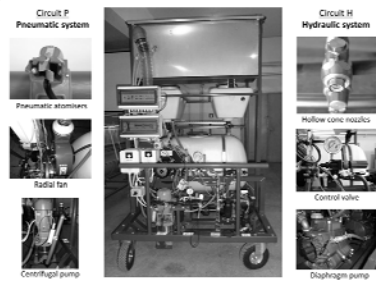 Circuit P
Pneumatic system
Pneumatic atomisers
Radial fan
Centrifugal pump
Circuit H
Hydraulic system
Hollow cone nozzles
Control valve
Diaphragm pump